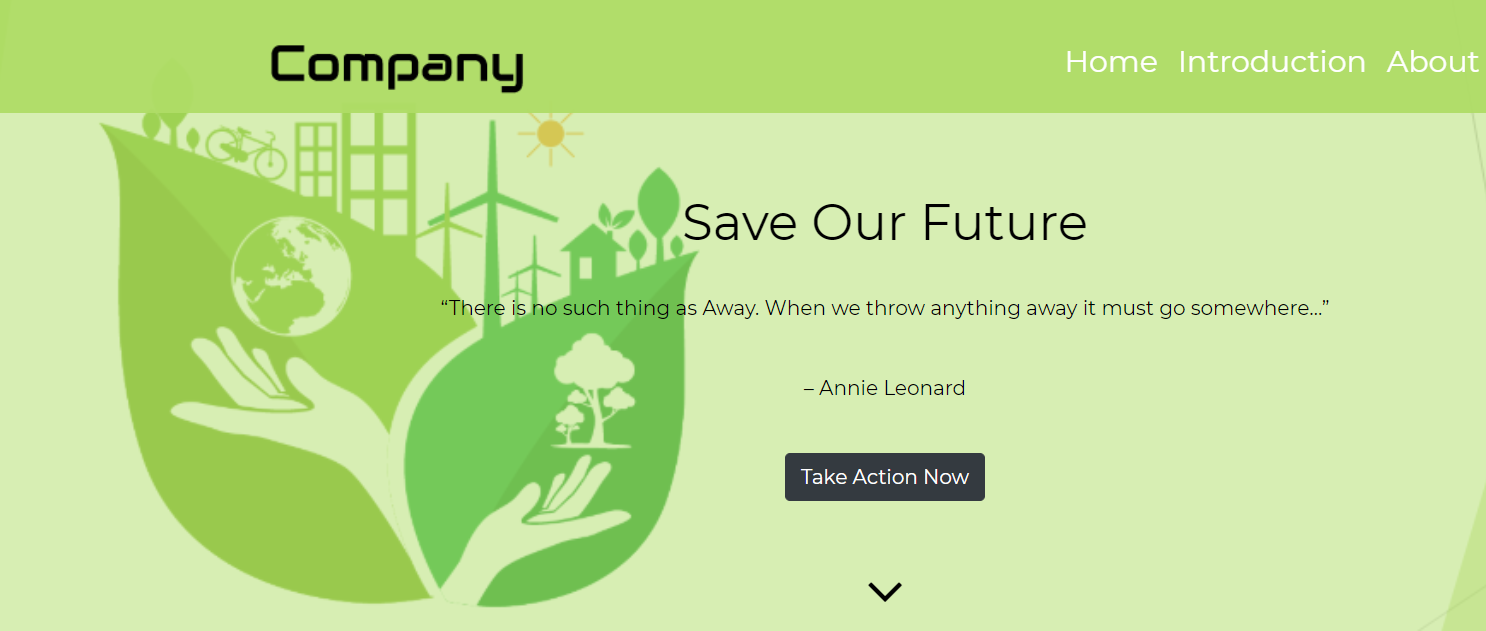 Company
Home Introduction About
Save Our Future
“There is no such thing as Away. When we throw anything away it must go somewhere...”
– Annie Leonard
Take Action Now